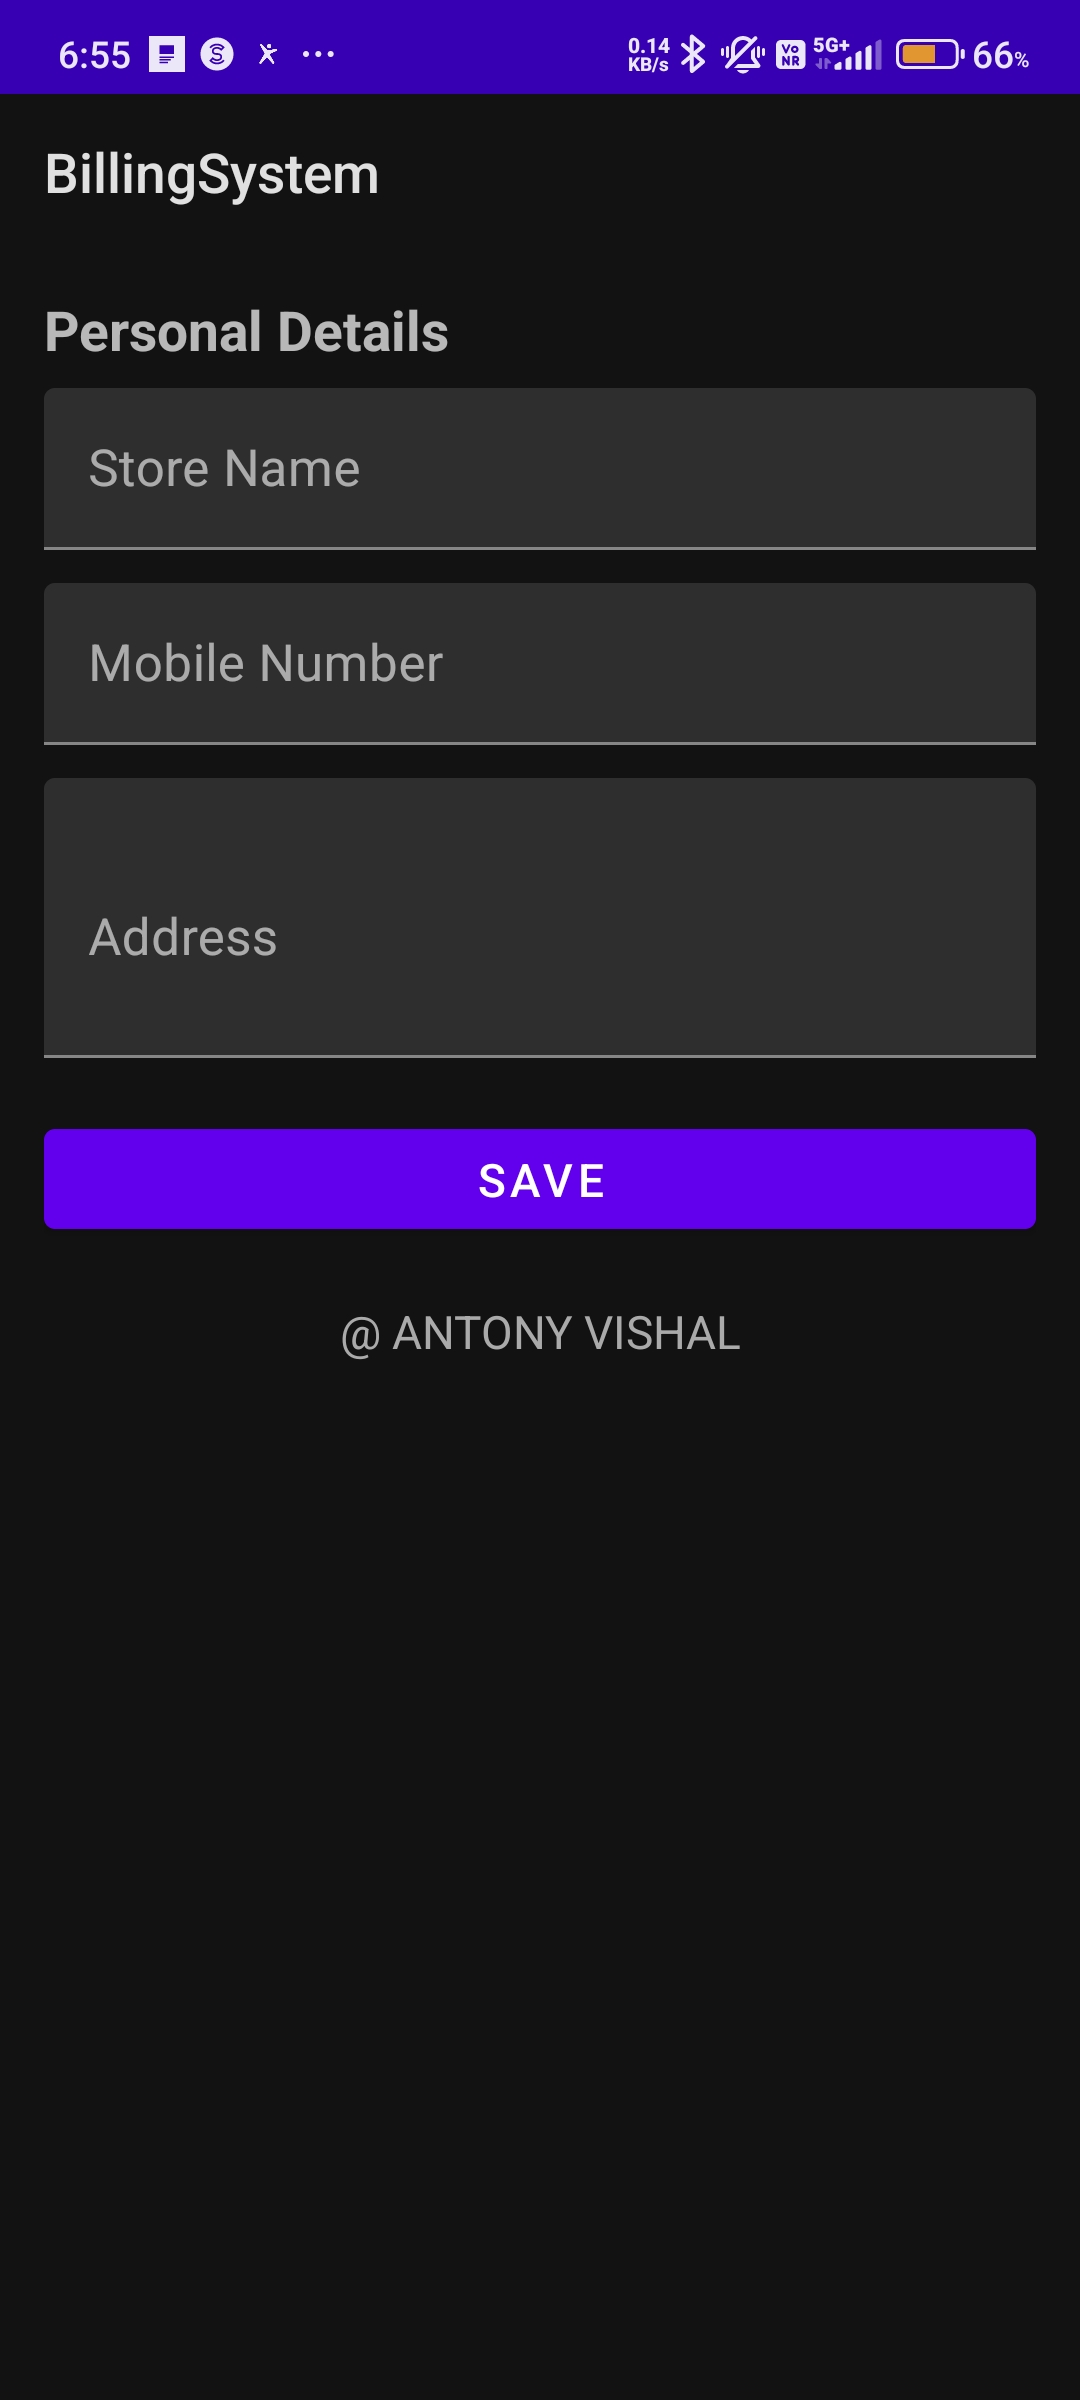 6:55 0.14 KB/s VO NR 5G+ 66%
BillingSystem
Personal Details
Store Name
Mobile Number
Address
SAVE
@ ANTONY VISHAL